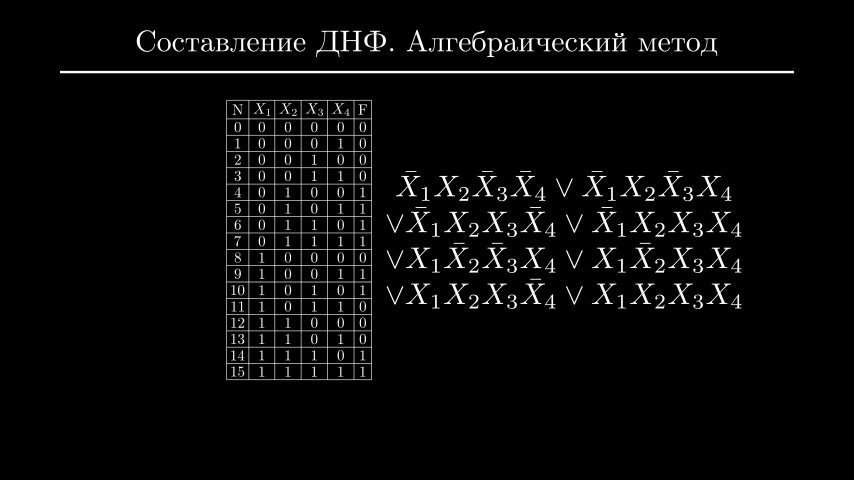 Составление ДНФ. Алгебраический метод
N X₁ X₂ X₃ X₄ F
0 0 0 0 0 0
1 0 0 0 1 0
2 0 0 1 0 0
3 0 0 1 1 0
4 0 1 0 0 1
5 0 1 0 1 1
6 0 1 1 0 1
7 0 1 1 1 1
8 1 0 0 0 0
9 1 0 0 1 1
10 1 0 1 0 1
11 1 0 1 1 0
12 1 1 0 0 0
13 1 1 0 1 0
14 1 1 1 0 1
15 1 1 1 1 1
X̄₁X₂X̄₃X̄₄ ∨ X̄₁X₂X̄₃X₄
∨X̄₁X₂X₃X̄₄ ∨ X̄₁X₂X₃X₄
∨X₁X̄₂X̄₃X₄ ∨ X₁X̄₂X₃X₄
∨X₁X₂X₃X̄₄ ∨ X₁X₂X₃X₄